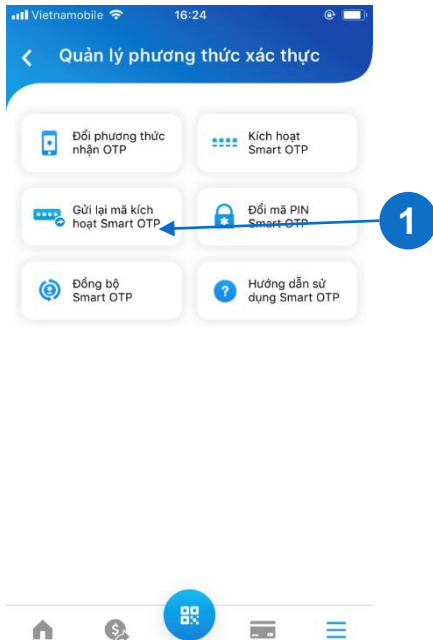 Vietnamobile 16:24
Quản lý phương thức xác thực
Đổi phương thức
nhận OTP
Kích hoạt
Smart OTP
Gửi lại mã kích
hoạt Smart OTP
Đổi mã PIN
Smart OTP
1
Đồng bộ
Smart OTP
?
Hướng dẫn sử
dụng Smart OTP